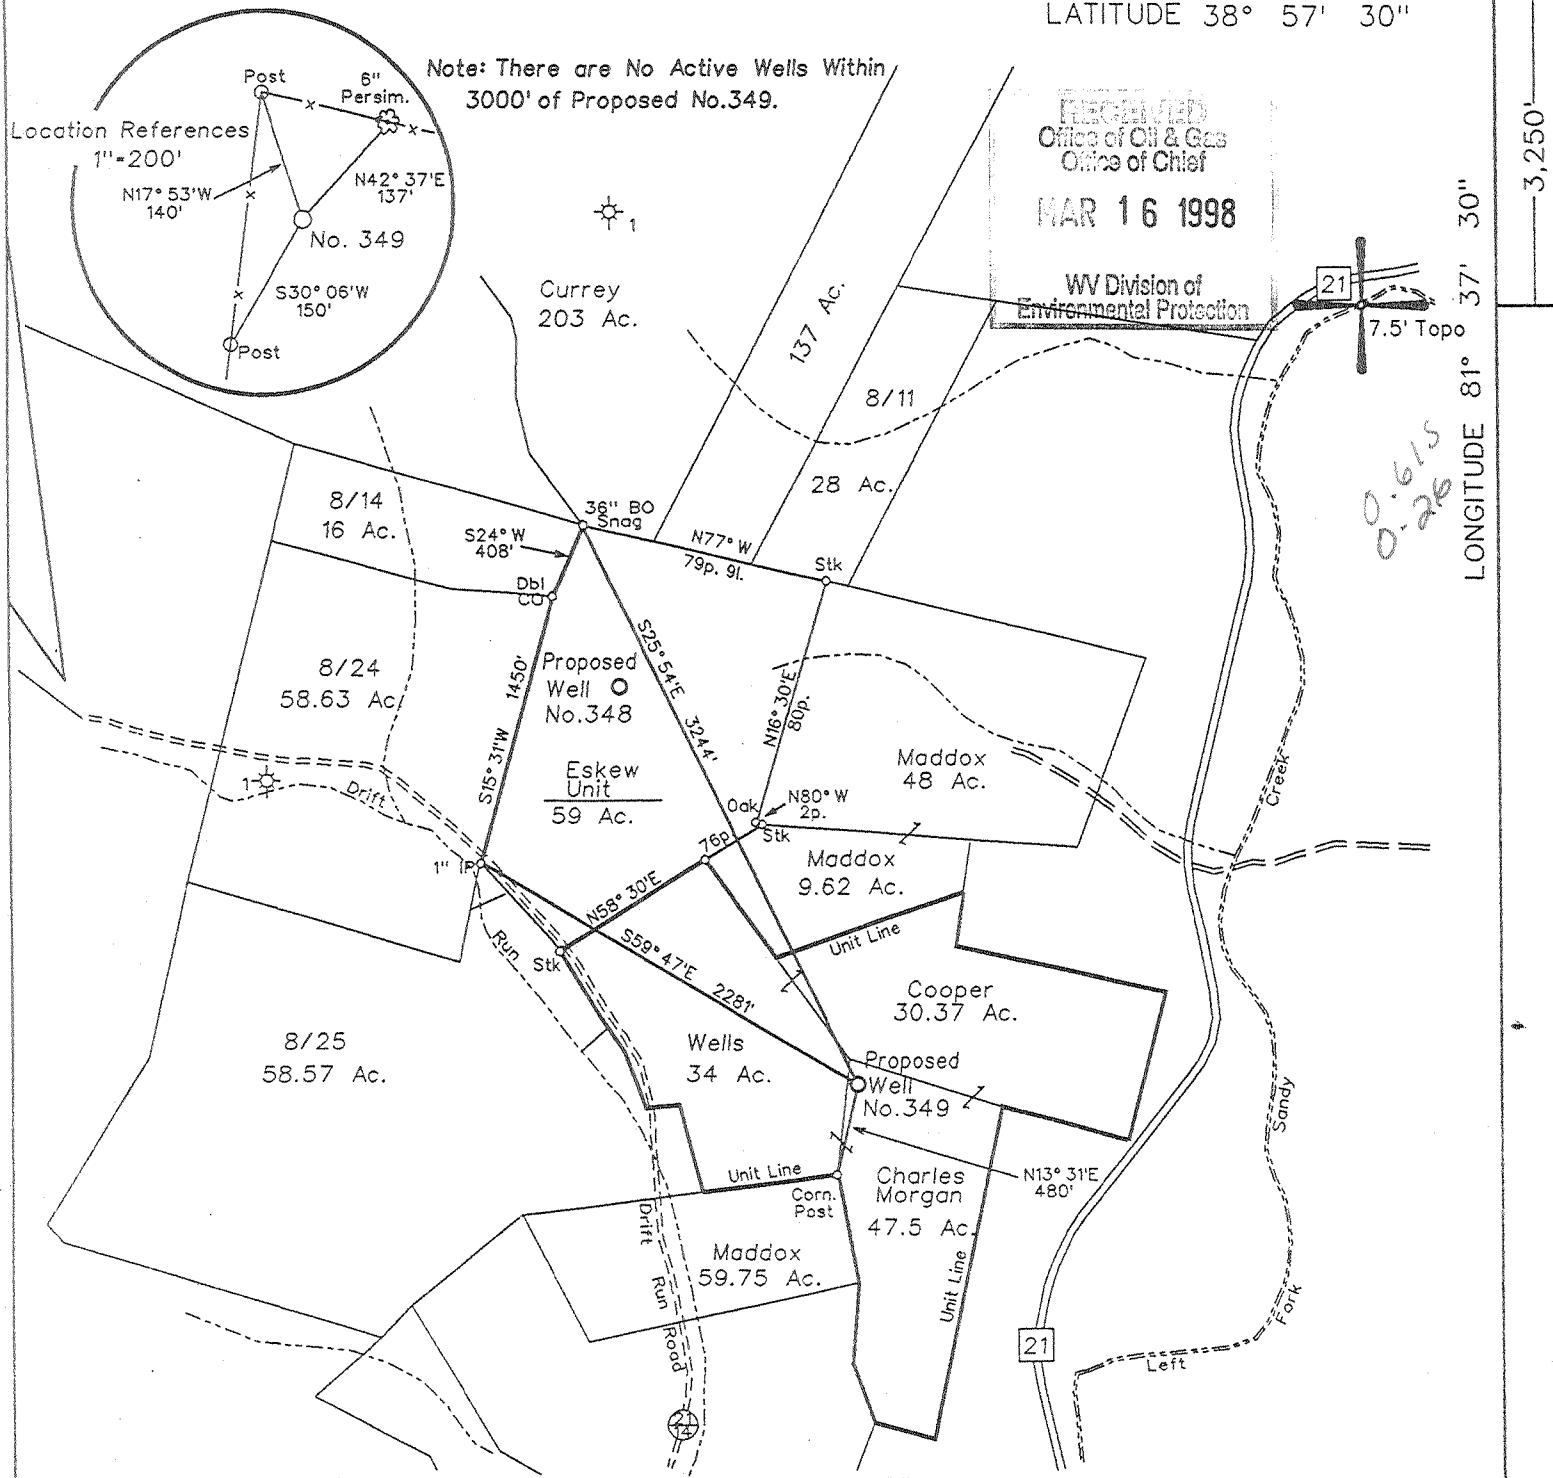 LATITUDE 38° 57' 30"
Note: There are No Active Wells Within
3000' of Proposed No.349.
Post
6"
Persim.
Location References
1"=200'
N17° 53'W
140'
N42° 37'E
137'
No. 349
S30° 06'W
150'
Post
RECEIVED
Office of Oil & Gas
Office of Chief
MAR 16 1998
WV Division of
Environmental Protection
3,250'
LONGITUDE 81° 37' 30"
21
7.5' Topo
0.615
0.26
1
Currey
203 Ac.
137 Ac.
8/11
28 Ac.
8/14
16 Ac.
36" BO
Snag
S24° W
408'
N77° W
79p. 9l.
Stk
Dbl
CO
8/24
58.63 Ac.
S15° 31'W 1450'
Proposed
Well
No.348
S25° 54'E 3244'
N16° 30'E
80p.
Maddox
48 Ac.
Eskew
Unit
59 Ac.
1
Drift
Oak
N80° W
2p.
Stk
76p.
1" IP
N58° 30'E
Maddox
9.62 Ac.
Creek
Unit Line
Run
Stk
S59° 47'E 2281'
Cooper
30.37 Ac.
8/25
58.57 Ac.
Wells
34 Ac.
Proposed
Well
No.349
Sandy
N13° 31'E
480'
Unit Line
Corn.
Post
Charles
Morgan
47.5 Ac.
Drift
Run
Road
Maddox
59.75 Ac.
Unit Line
Fork
21
Left
21
14